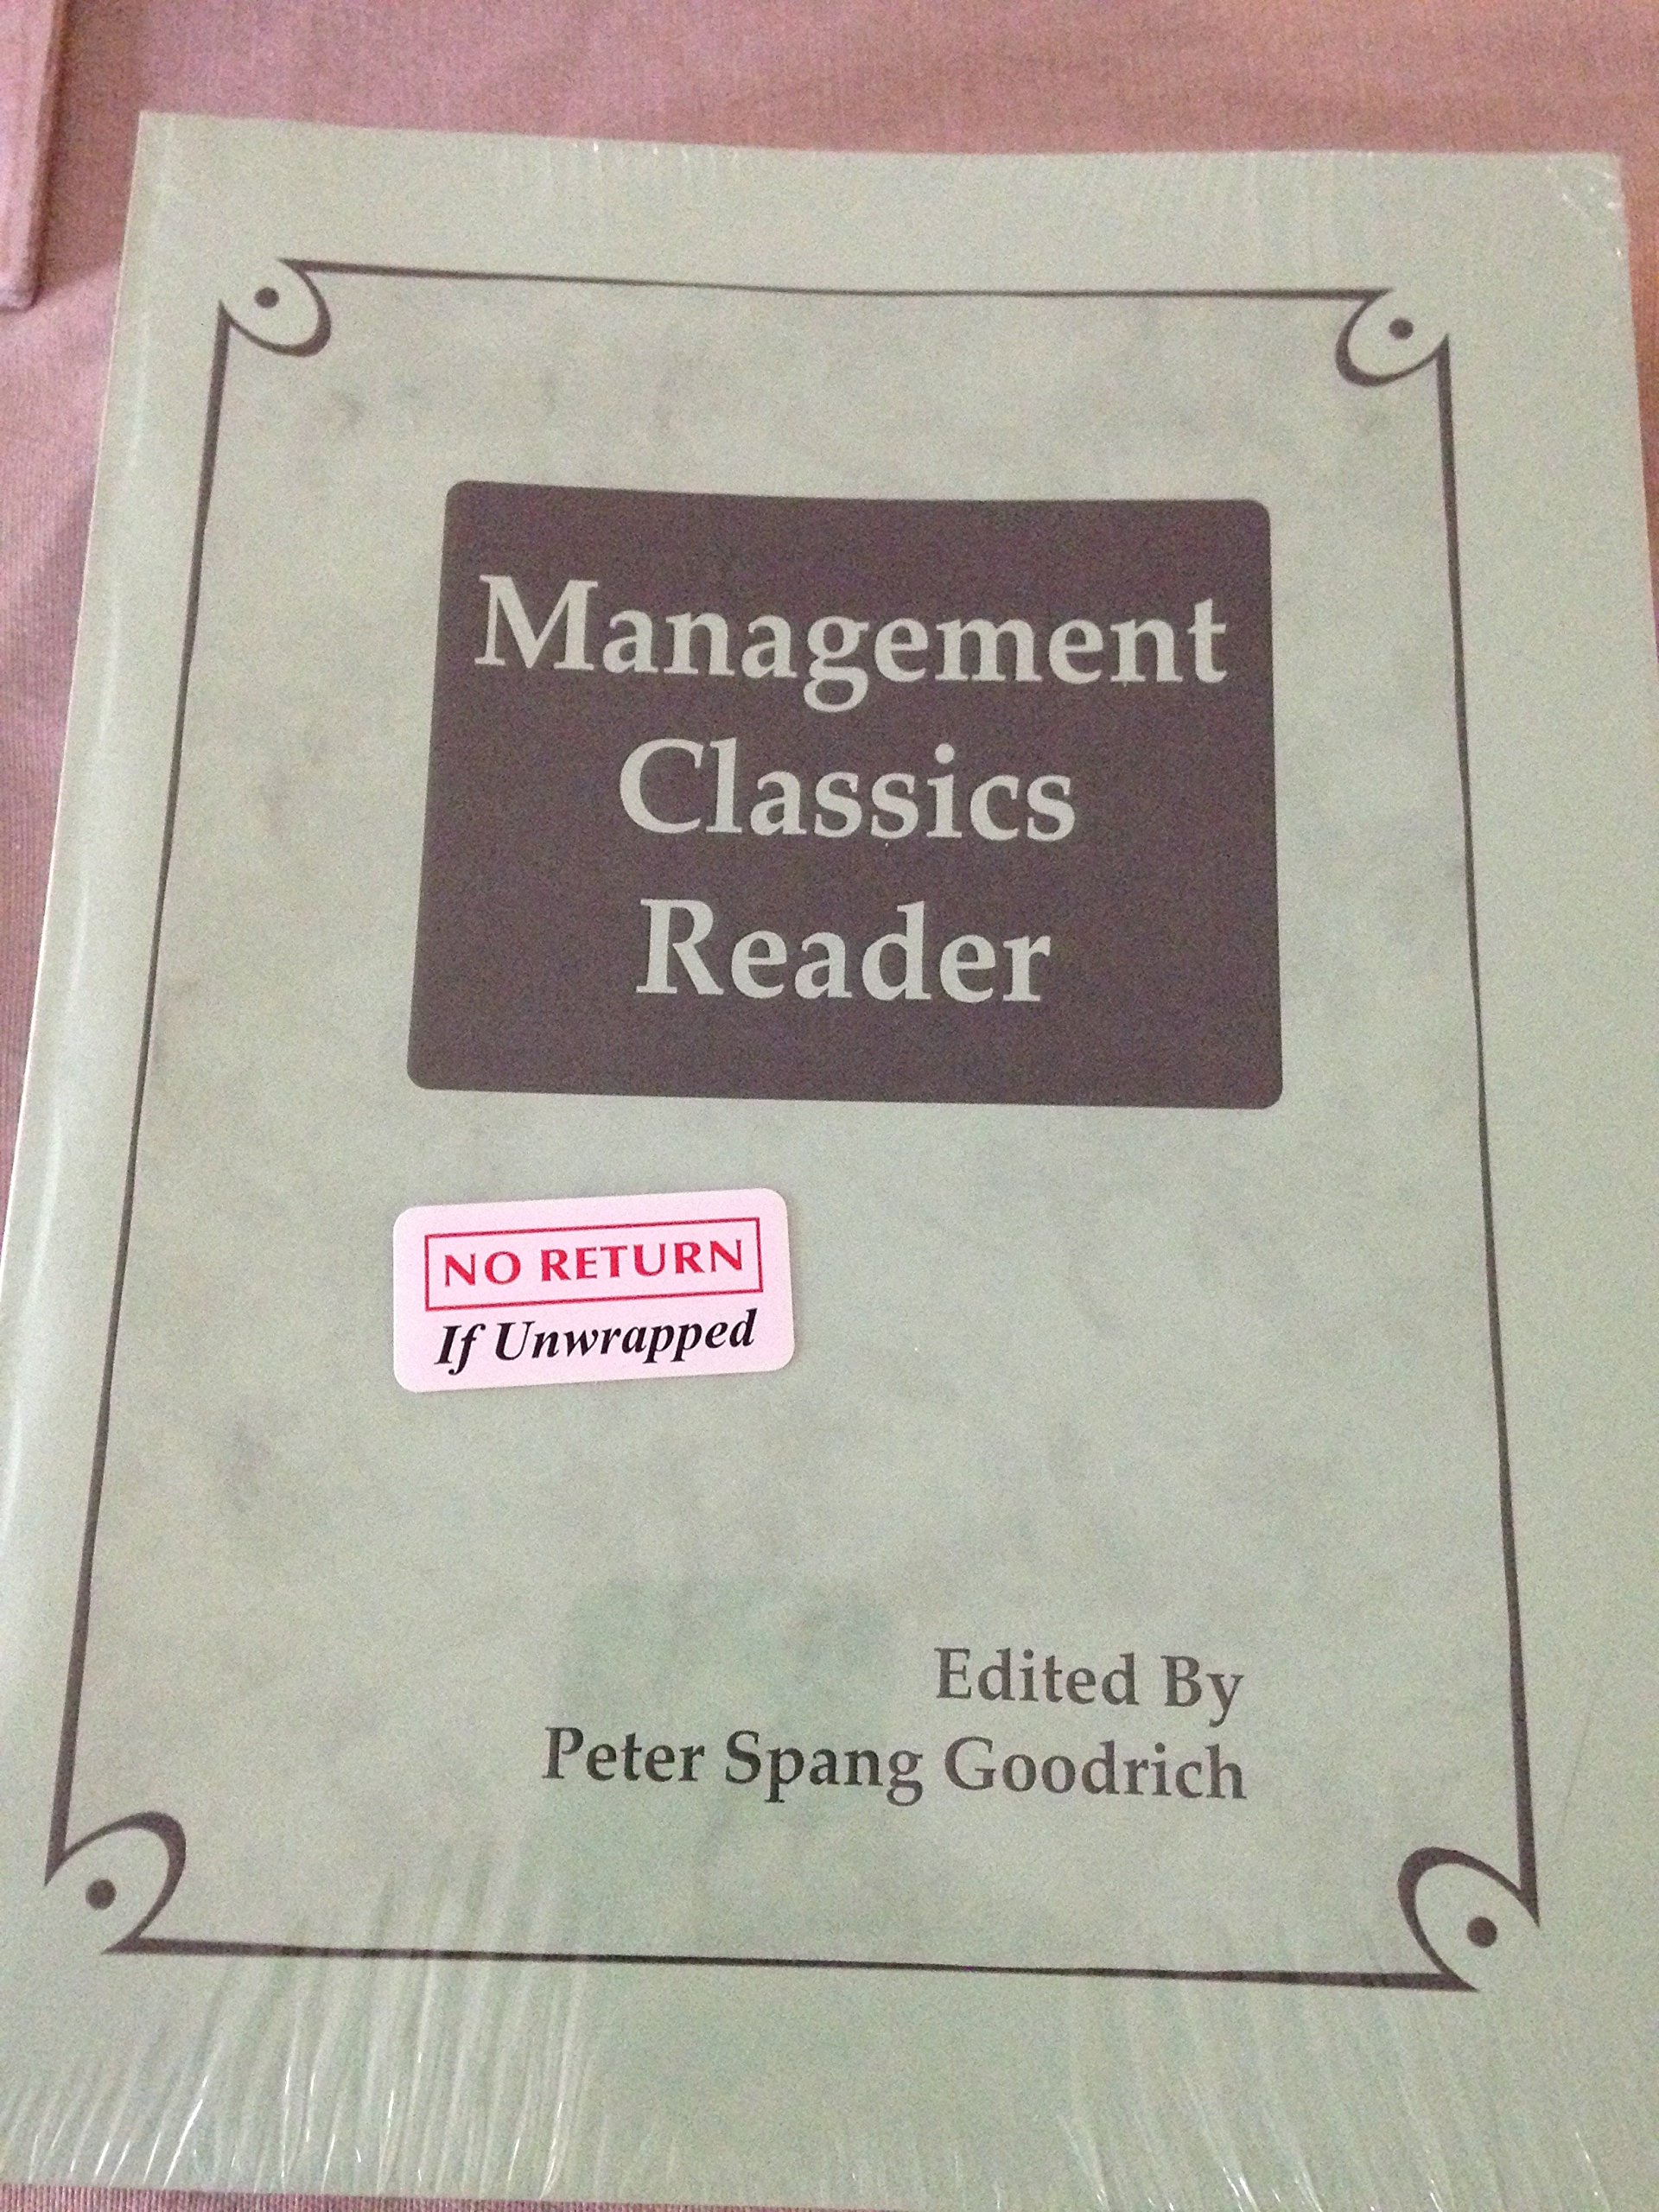 Management
Classics
Reader
NO RETURN
If Unwrapped
Edited By
Peter Spang Goodrich